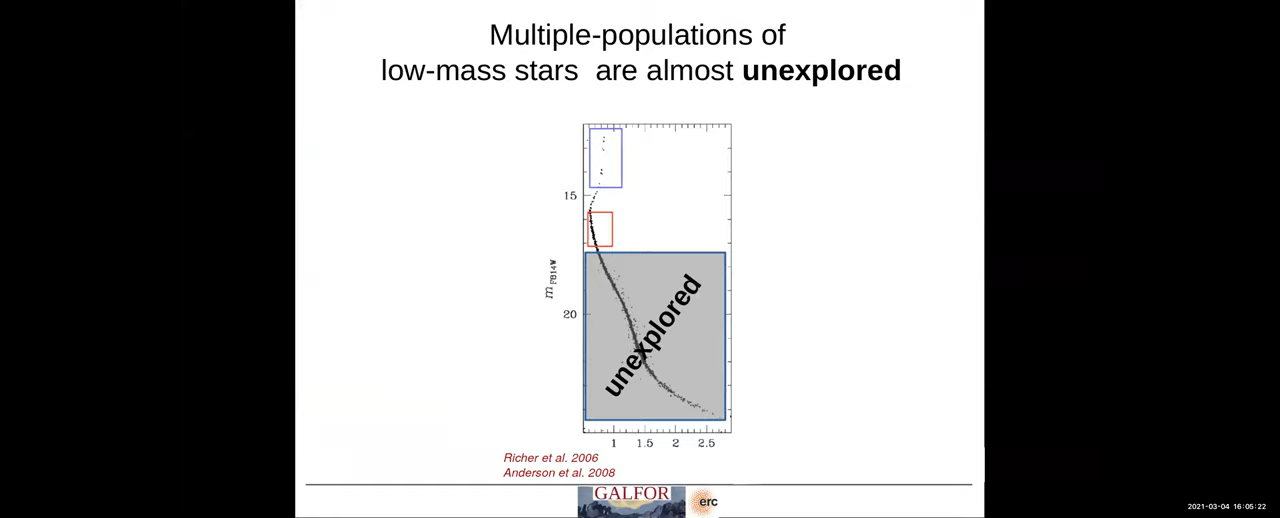 Multiple-populations of
low-mass stars are almost unexplored
15
20
m F814W
unexplored
1 1.5 2 2.5
Richer et al. 2006
Anderson et al. 2008
GALFOR
erc
2021-03-04 16:05:22